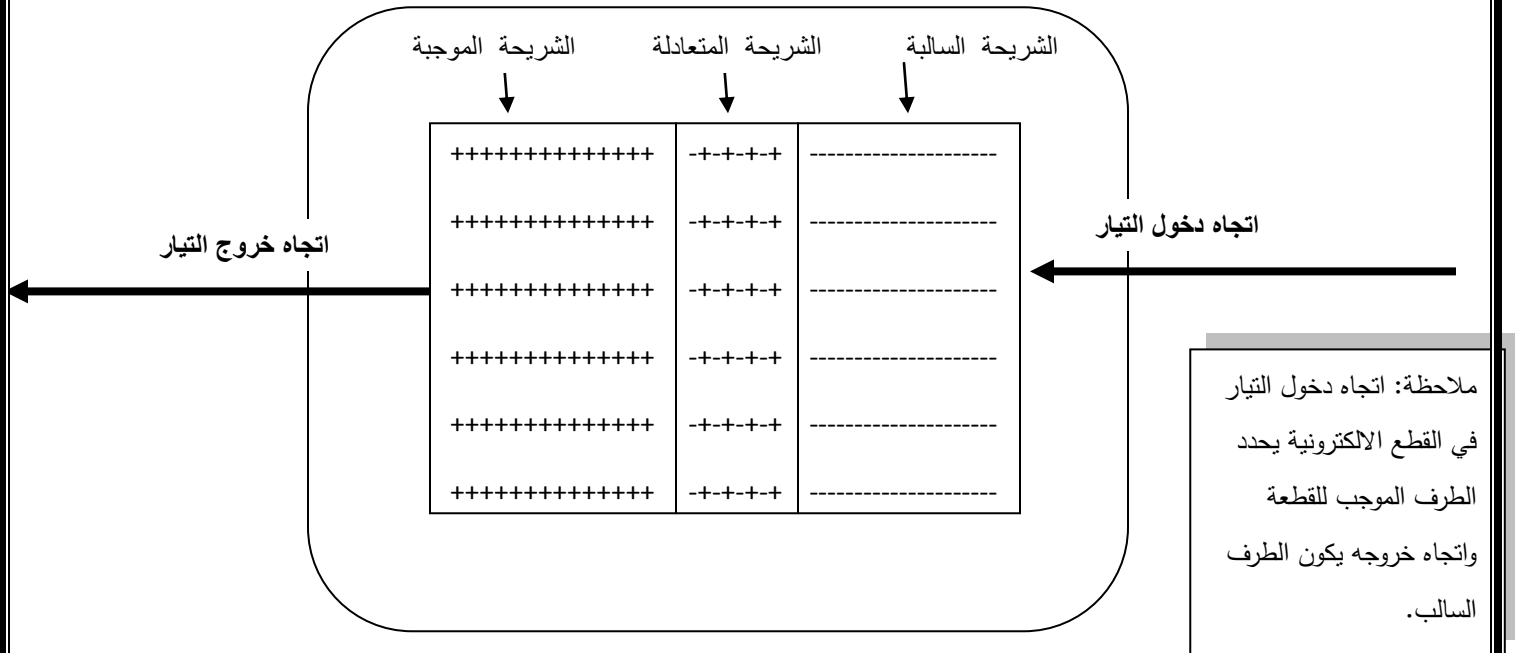 الشريحة السالبة
الشريحة المتعادلة
الشريحة الموجبة
++++++++++++++ -+-+-+-+ ---------------------
++++++++++++++ -+-+-+-+ ---------------------
++++++++++++++ -+-+-+-+ ---------------------
++++++++++++++ -+-+-+-+ ---------------------
++++++++++++++ -+-+-+-+ ---------------------
++++++++++++++ -+-+-+-+ ---------------------
اتجاه دخول التيار
اتجاه خروج التيار
ملاحظة: اتجاه دخول التيار
في القطع الالكترونية يحدد
الطرف الموجب للقطعة
واتجاه خروجه يكون الطرف
السالب.